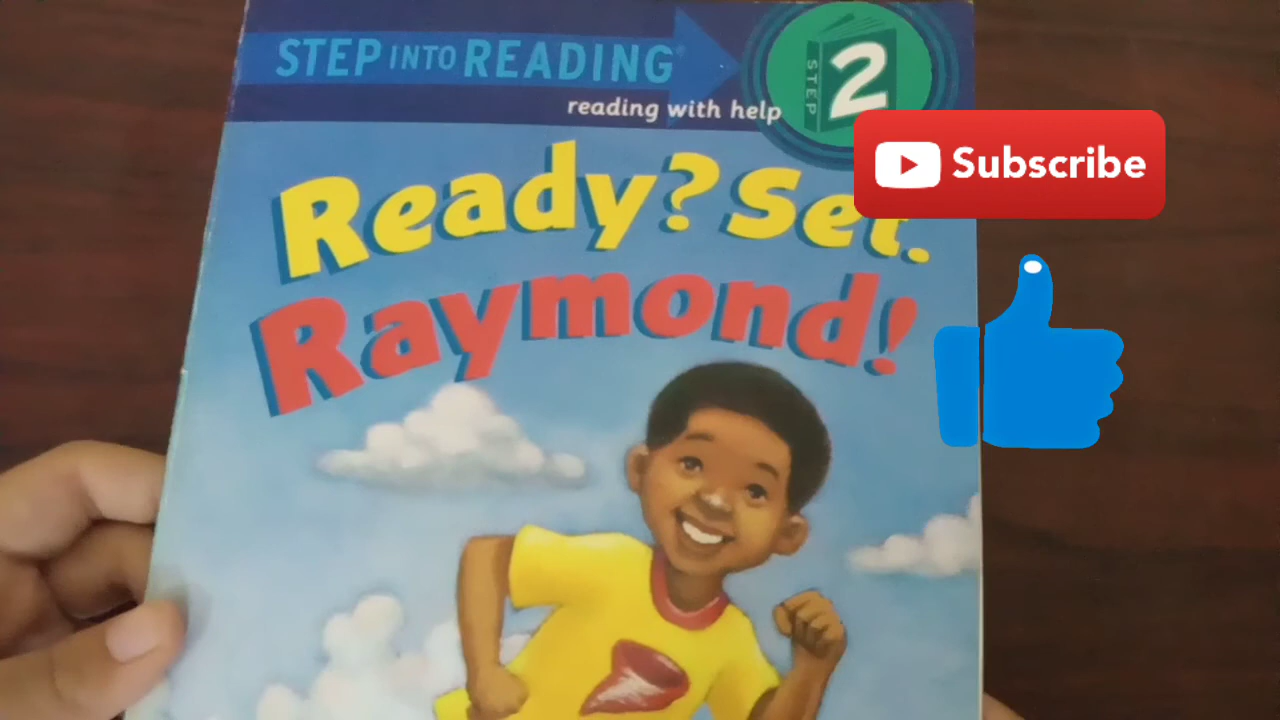 STEP INTO READING
STEP 2
reading with help
Subscribe
Ready? Set.
Raymond!